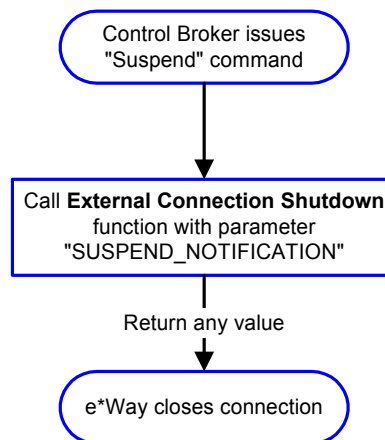 Control Broker issues
"Suspend" command
Call External Connection Shutdown
function with parameter
"SUSPEND_NOTIFICATION"
Return any value
e*Way closes connection